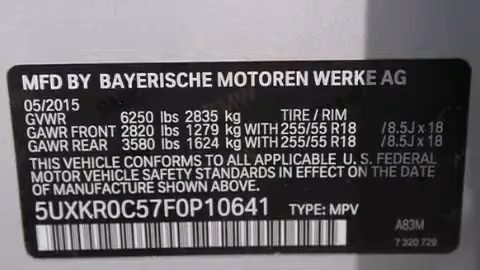 MFD BY BAYERISCHE MOTOREN WERKE AG
05/2015
GVWR 6250 lbs 2835 kg TIRE / RIM
GAWR FRONT 2820 lbs 1279 kg WITH 255/55 R18 /8.5J x 18
GAWR REAR 3580 lbs 1624 kg WITH 255/55 R18 /8.5J x 18
THIS VEHICLE CONFORMS TO ALL APPLICABLE U.S. FEDERAL
MOTOR VEHICLE SAFETY STANDARDS IN EFFECT ON THE
DATE OF MANUFACTURE SHOWN ABOVE.
5UXKR0C57F0P10641 TYPE: MPV
A83M
7 320 729